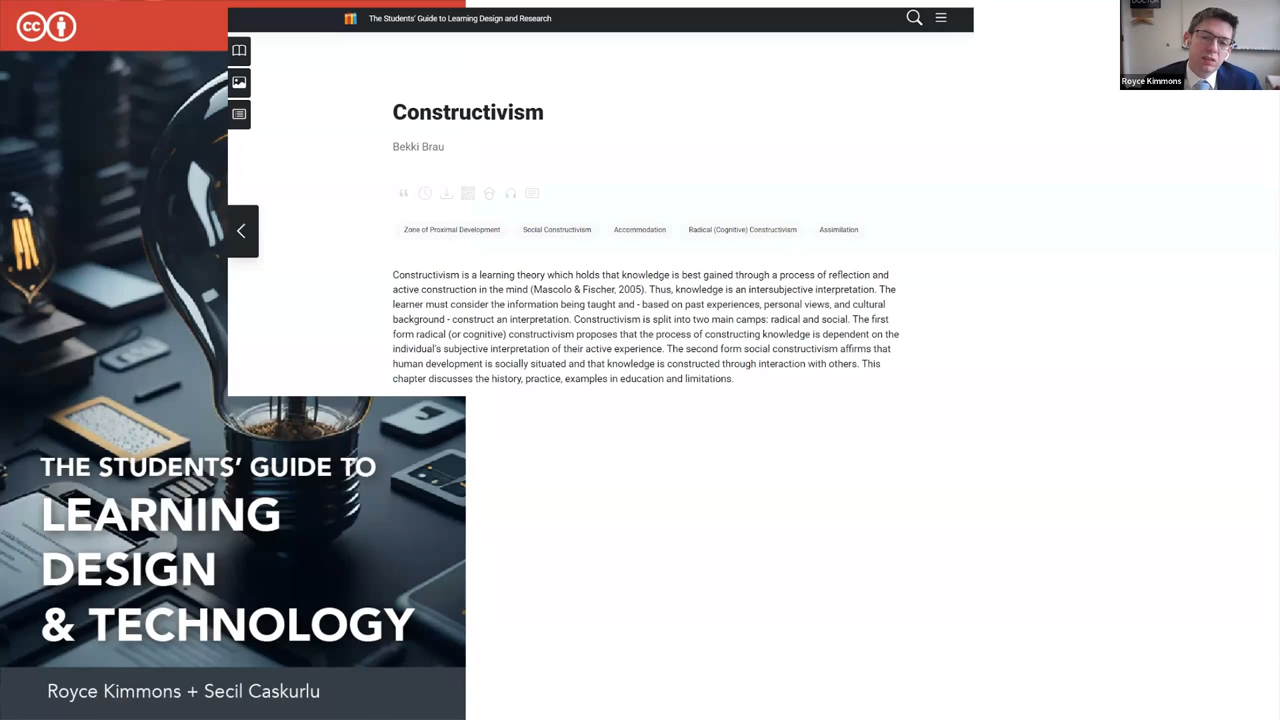 cc
The Students' Guide to Learning Design and Research
DOCTOR
Royce Kimmons
Constructivism
Bekki Brau
Zone of Proximal Development
Social Constructivism
Accommodation
Radical (Cognitive) Constructivism
Assimilation
Constructivism is a learning theory which holds that knowledge is best gained through a process of reflection and
active construction in the mind (Mascolo & Fischer, 2005). Thus, knowledge is an intersubjective interpretation. The
learner must consider the information being taught and - based on past experiences, personal views, and cultural
background - construct an interpretation. Constructivism is split into two main camps: radical and social. The first
form radical (or cognitive) constructivism proposes that the process of constructing knowledge is dependent on the
individual's subjective interpretation of their active experience. The second form social constructivism affirms that
human development is socially situated and that knowledge is constructed through interaction with others. This
chapter discusses the history, practice, examples in education and limitations.
THE STUDENTS' GUIDE TO
LEARNING
DESIGN
& TECHNOLOGY
Royce Kimmons + Secil Caskurlu